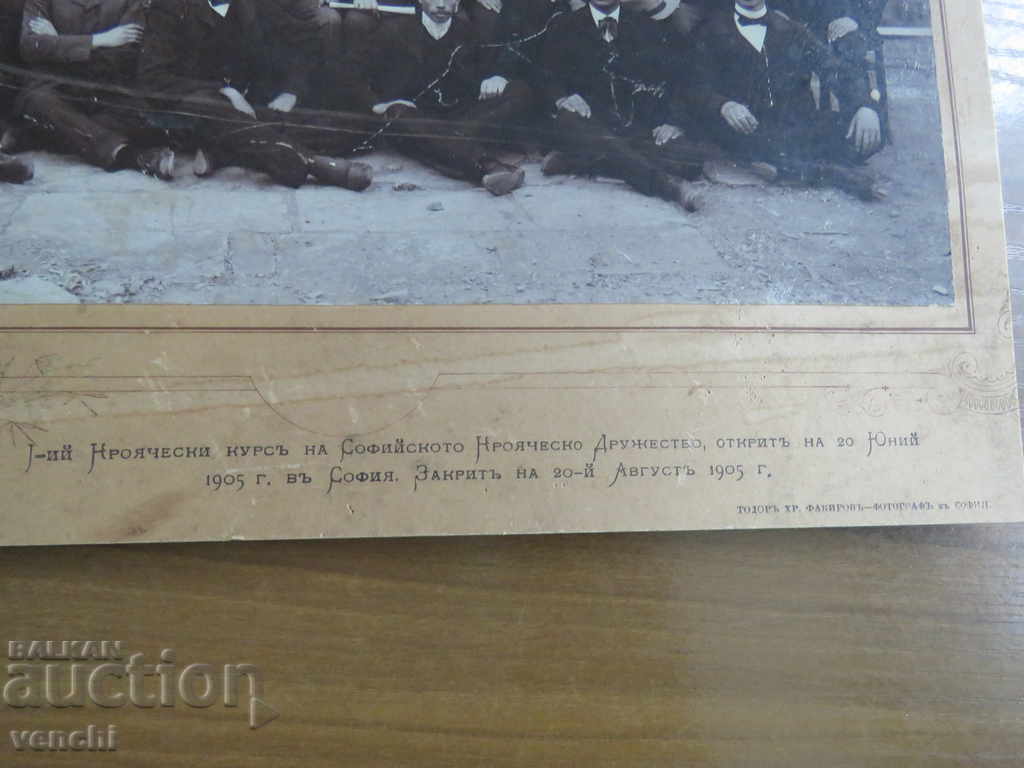 I-ий Кроячески курсъ на Софийското Крояческо Дружество, откритъ на 20 Юний
1905 г. въ София. Закритъ на 20-й Августъ 1905 г.
ТОДОРЪ ХР. ФАКИРОВЪ—ФОТОГРАФЪ въ СОФИЯ.
BALKAN
auction
venchi